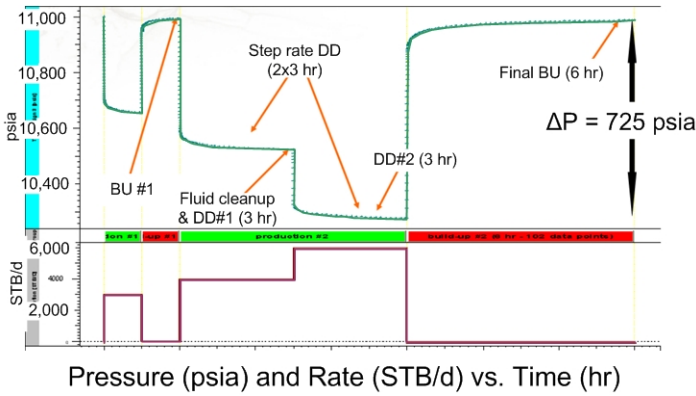 11,000
10,800
10,600
10,400
psia
Step rate DD
(2x3 hr)
Final BU (6 hr)
ΔP = 725 psia
BU #1
Fluid cleanup
& DD#1 (3 hr)
DD#2 (3 hr)
production #2
build-up #2 (6 hr - 102 data points)
6,000
4000
2,000
STB/d
Pressure (psia) and Rate (STB/d) vs. Time (hr)